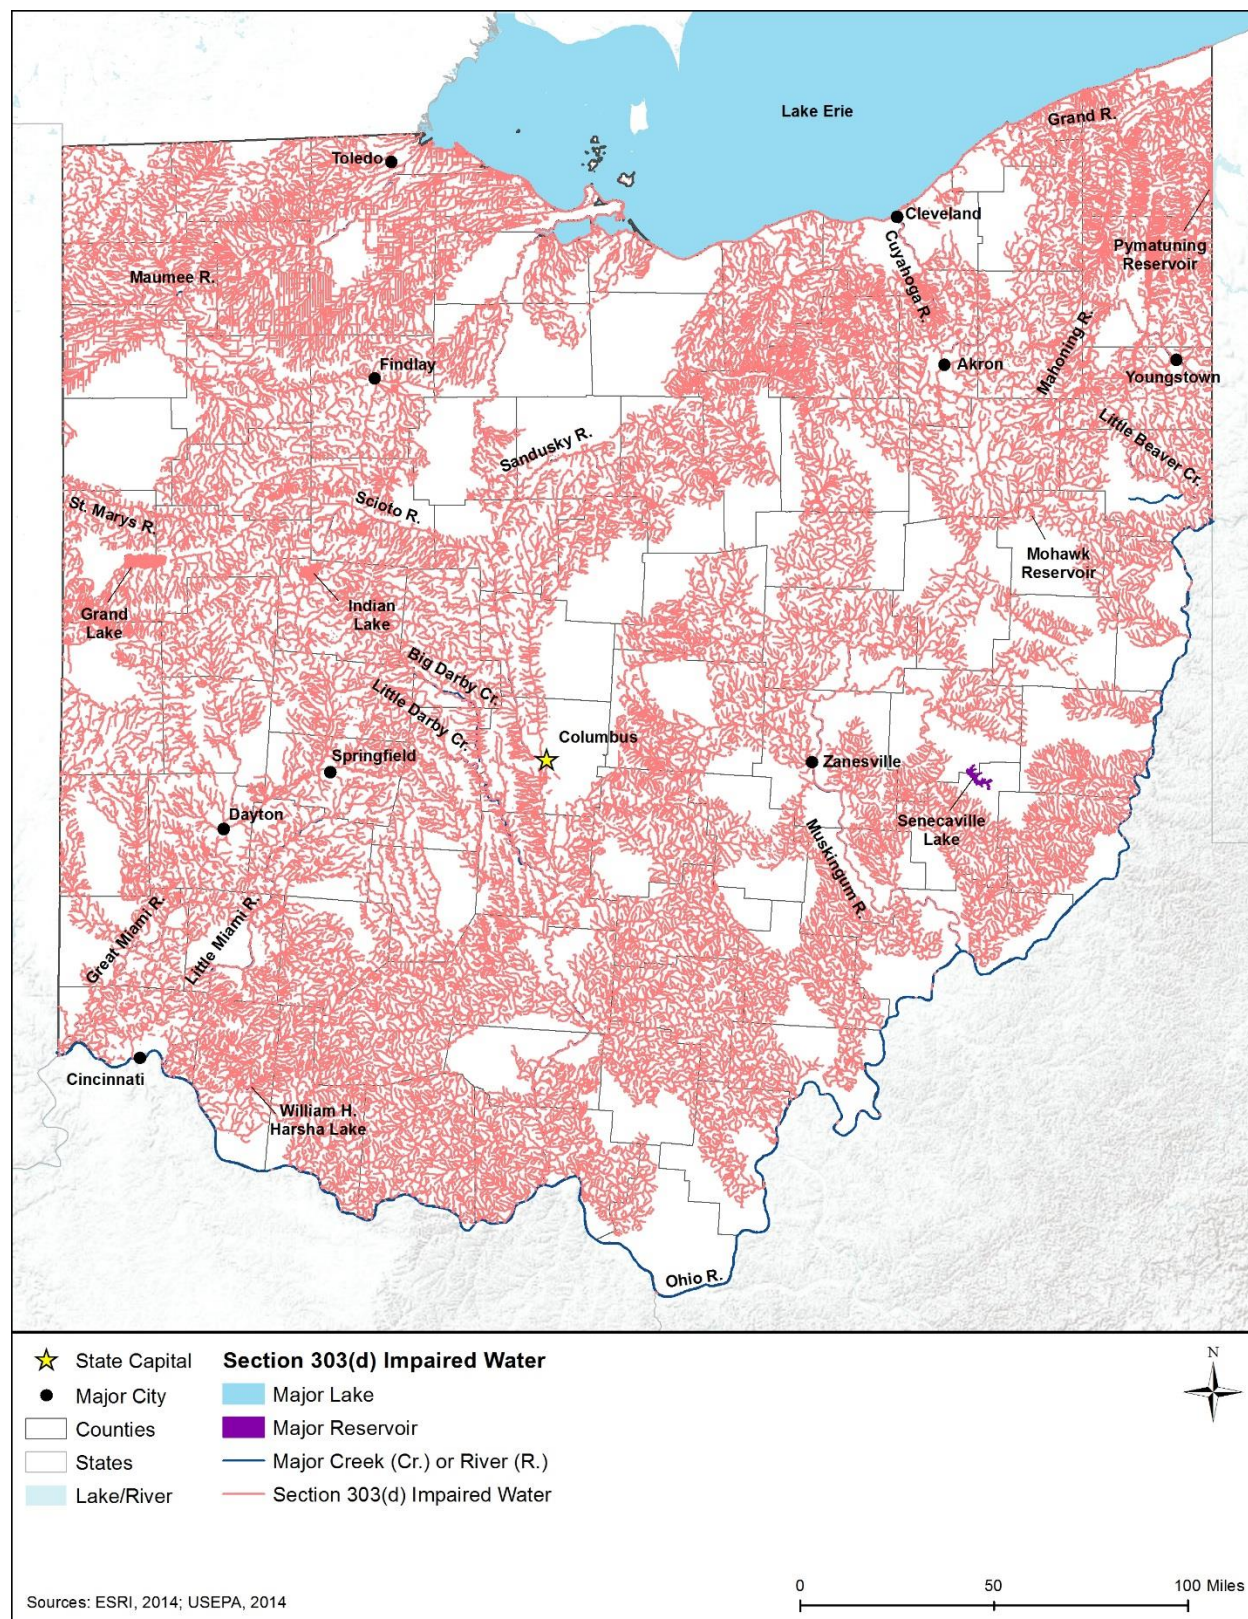 Lake Erie
Grand R.
Toledo
Cleveland
Pymatuning
Reservoir
Maumee R.
Cuyahoga R.
Mahoning R.
Findlay
Akron
Youngstown
Little Beaver Cr.
Sandusky R.
Scioto R.
St. Marys R.
Mohawk
Reservoir
Grand
Lake
Indian
Lake
Big Darby Cr.
Little Darby Cr.
Columbus
Springfield
Zanesville
Dayton
Senecaville
Lake
Muskingum R.
Great Miami R.
Little Miami R.
Cincinnati
William H.
Harsha Lake
Ohio R.
State Capital
Major City
Counties
States
Lake/River
Section 303(d) Impaired Water
Major Lake
Major Reservoir
Major Creek (Cr.) or River (R.)
Section 303(d) Impaired Water
N
Sources: ESRI, 2014; USEPA, 2014
0 50 100 Miles